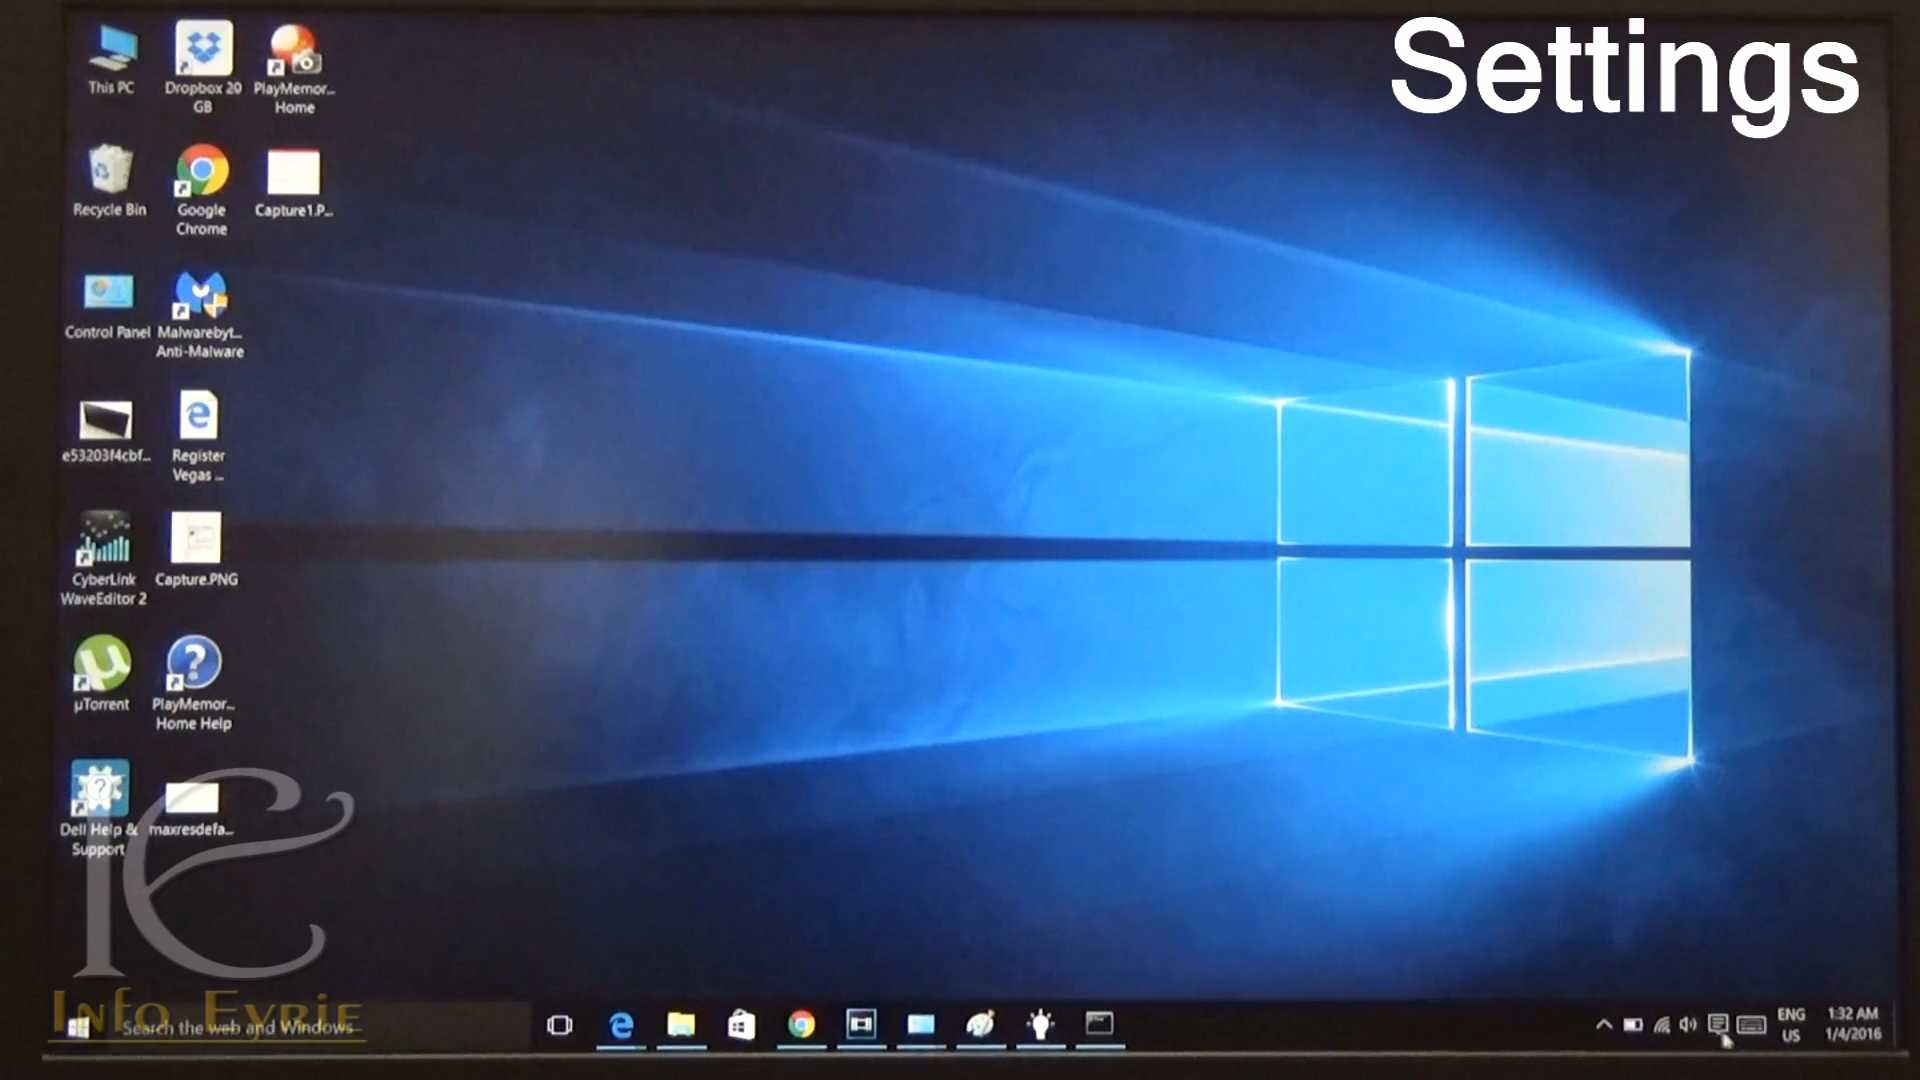 Settings
This PC
Dropbox 20
GB
PlayMemor...
Home
Recycle Bin
Google
Chrome
Capture1.P...
Control Panel
Malwarebyt...
Anti-Malware
e53203f4cbf...
Register
Vegas ...
CyberLink
WaveEditor 2
Capture.PNG
µTorrent
PlayMemor...
Home Help
Dell Help &
Support
maxresdefa...
IE
Info Eyrie
Search the web and Windows
ENG
US
1:32 AM
1/4/2016